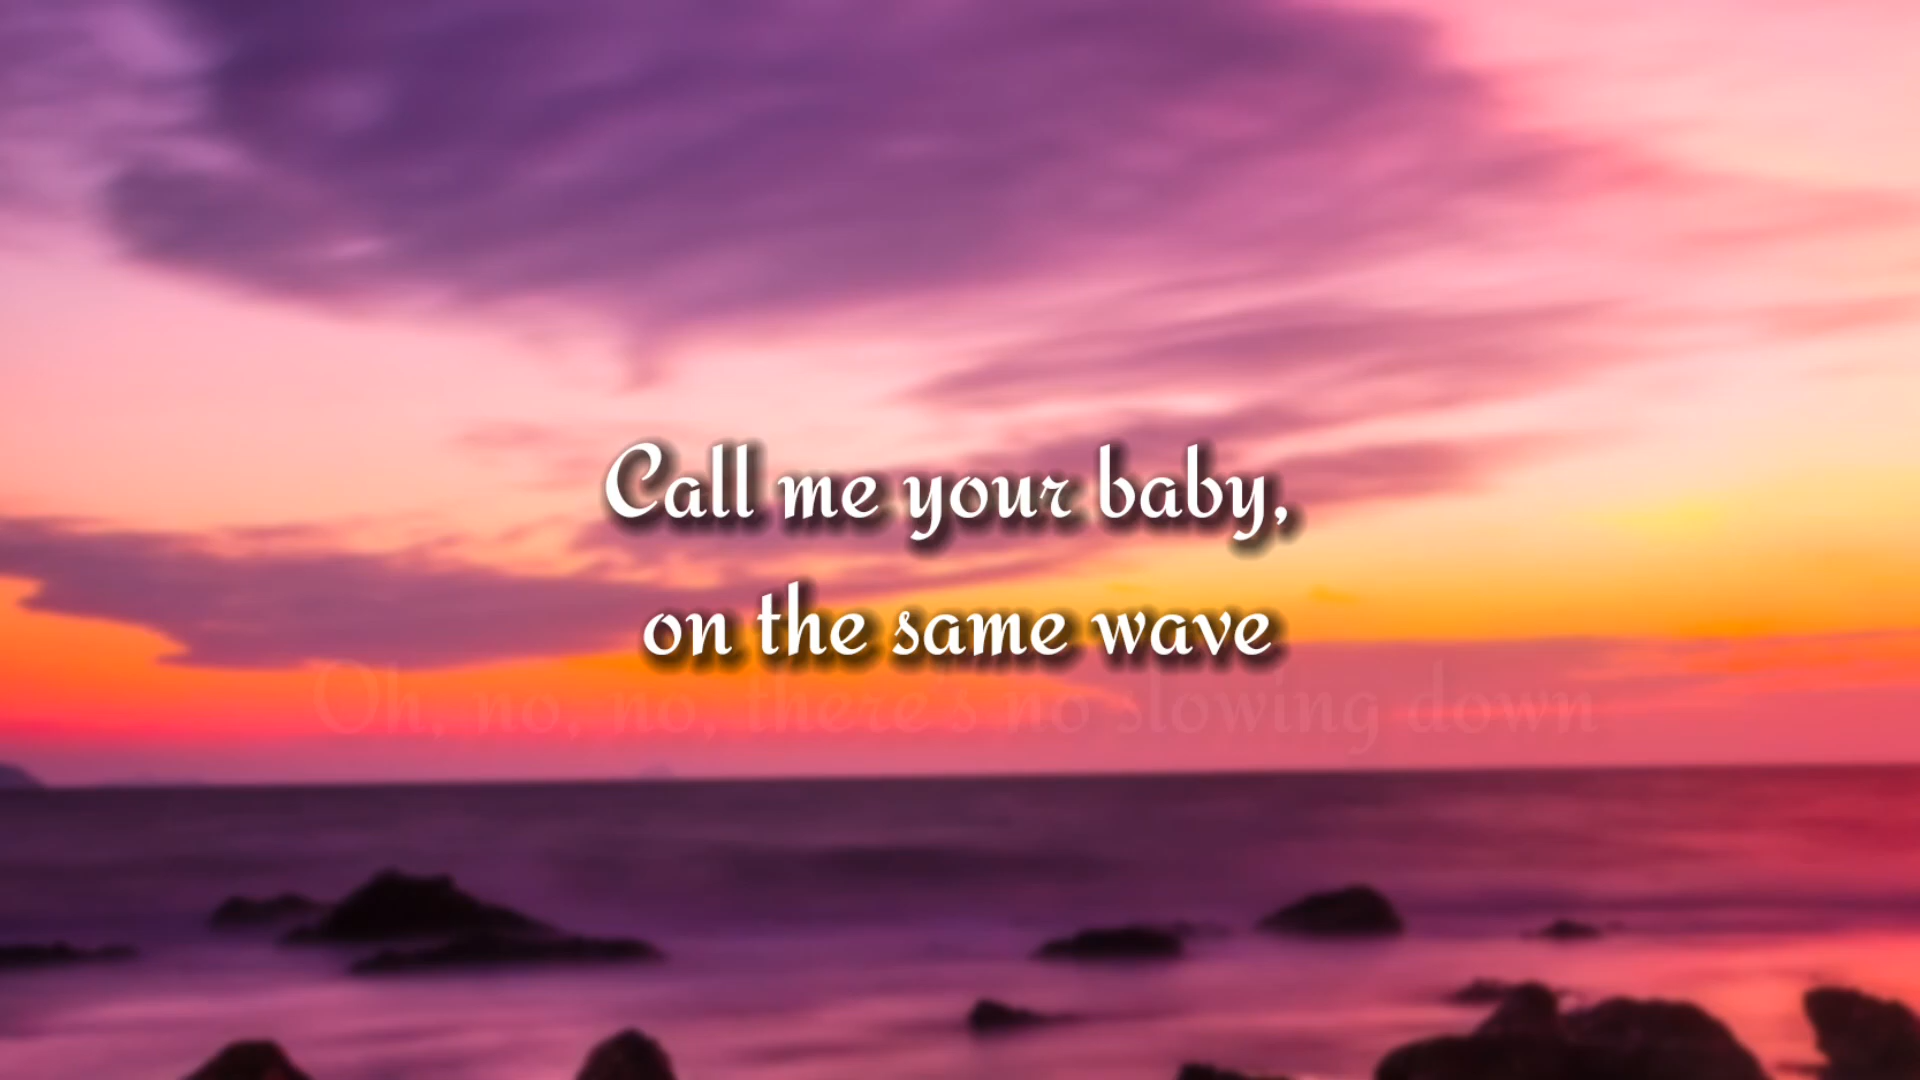 Call me your baby,
on the same wave
Oh, no, no, there's no slowing down